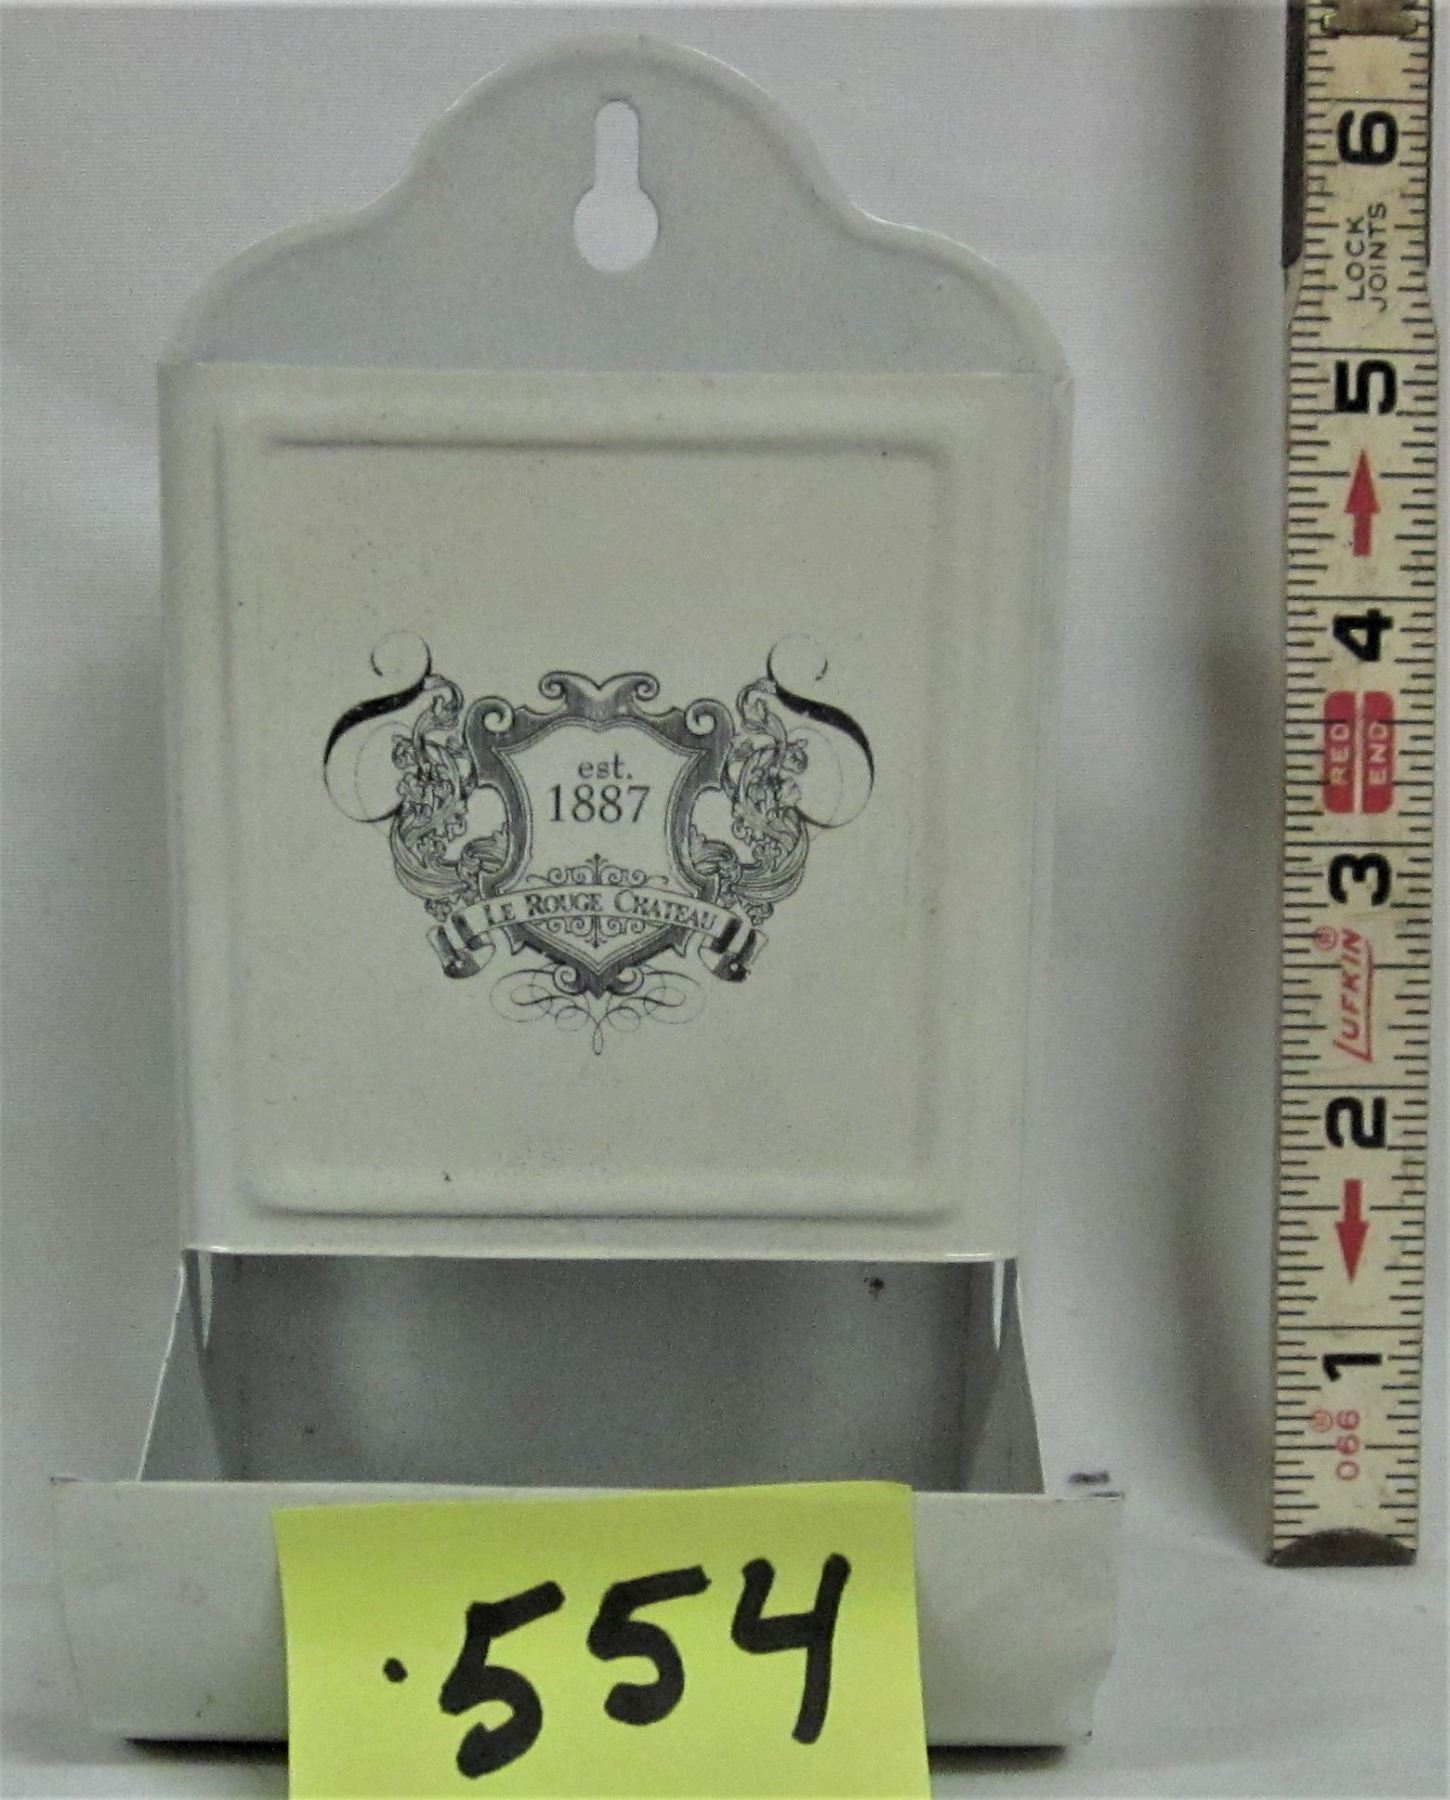 est.
1887
LE ROUGE CHATEAU
.554
6
LOCK
JOINTS
5
4
RED
END
3
LUFKIN®
2
1
066®